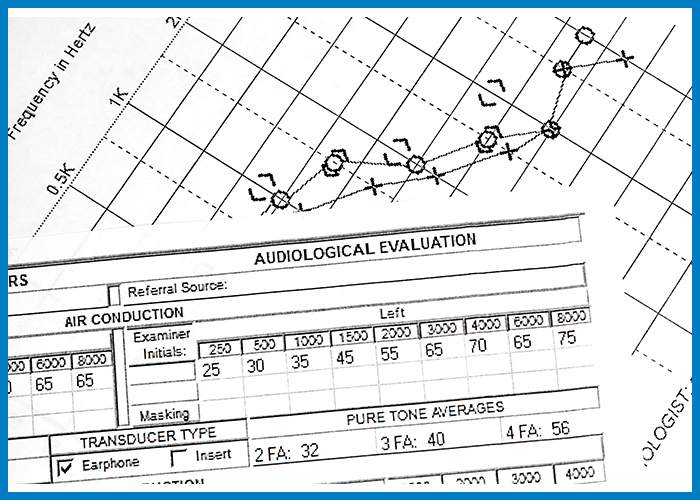 Frequency in Hertz
1K
0.5K
AUDIOLOGICAL EVALUATION
RS
Referral Source:
AIR CONDUCTION
Left
Examiner
Initials:
250 500 1000 1500 2000 3000 4000 6000 8000
6000 8000
25 30 35 45 55 65 70 65 75
65 65
Masking
PURE TONE AVERAGES
TRANSDUCER TYPE
2 FA: 32 3 FA: 40 4 FA: 56
Earphone Insert
2000 3000 4000
OLOGIST: